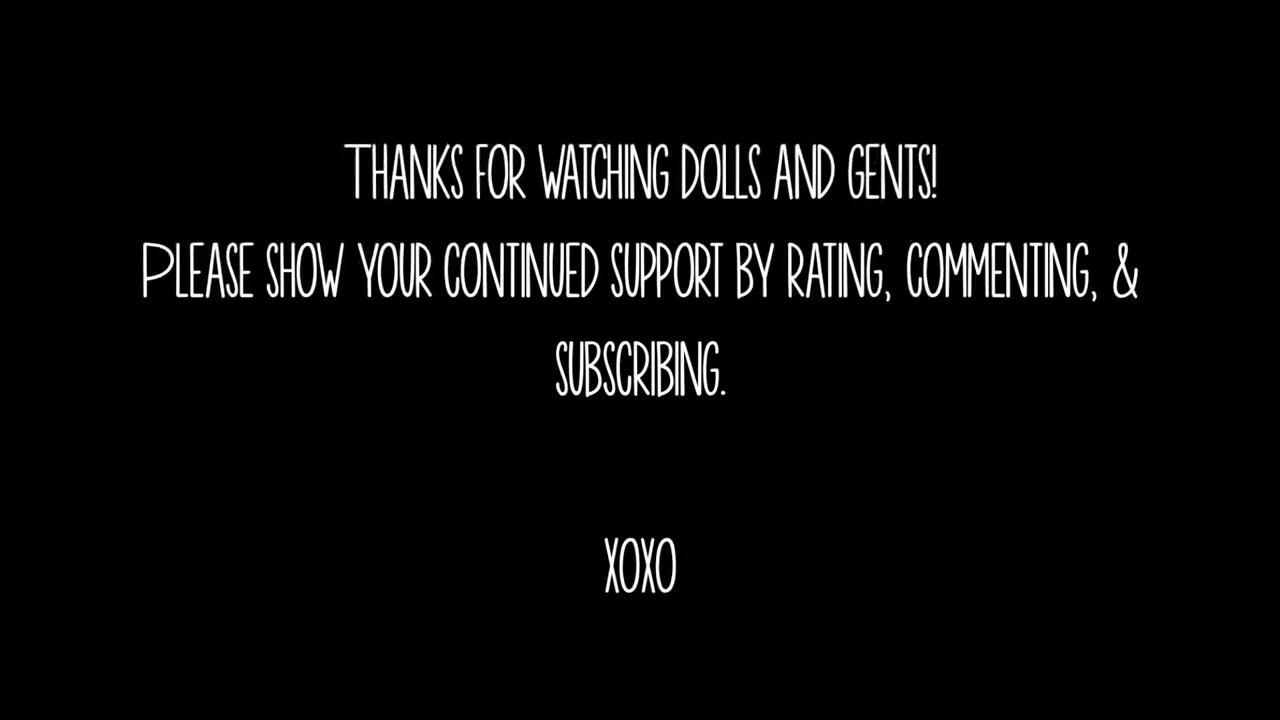 THANKS FOR WATCHING DOLLS AND GENTS!
PLEASE SHOW YOUR CONTINUED SUPPORT BY RATING, COMMENTING, &
SUBSCRIBING.
XOXO